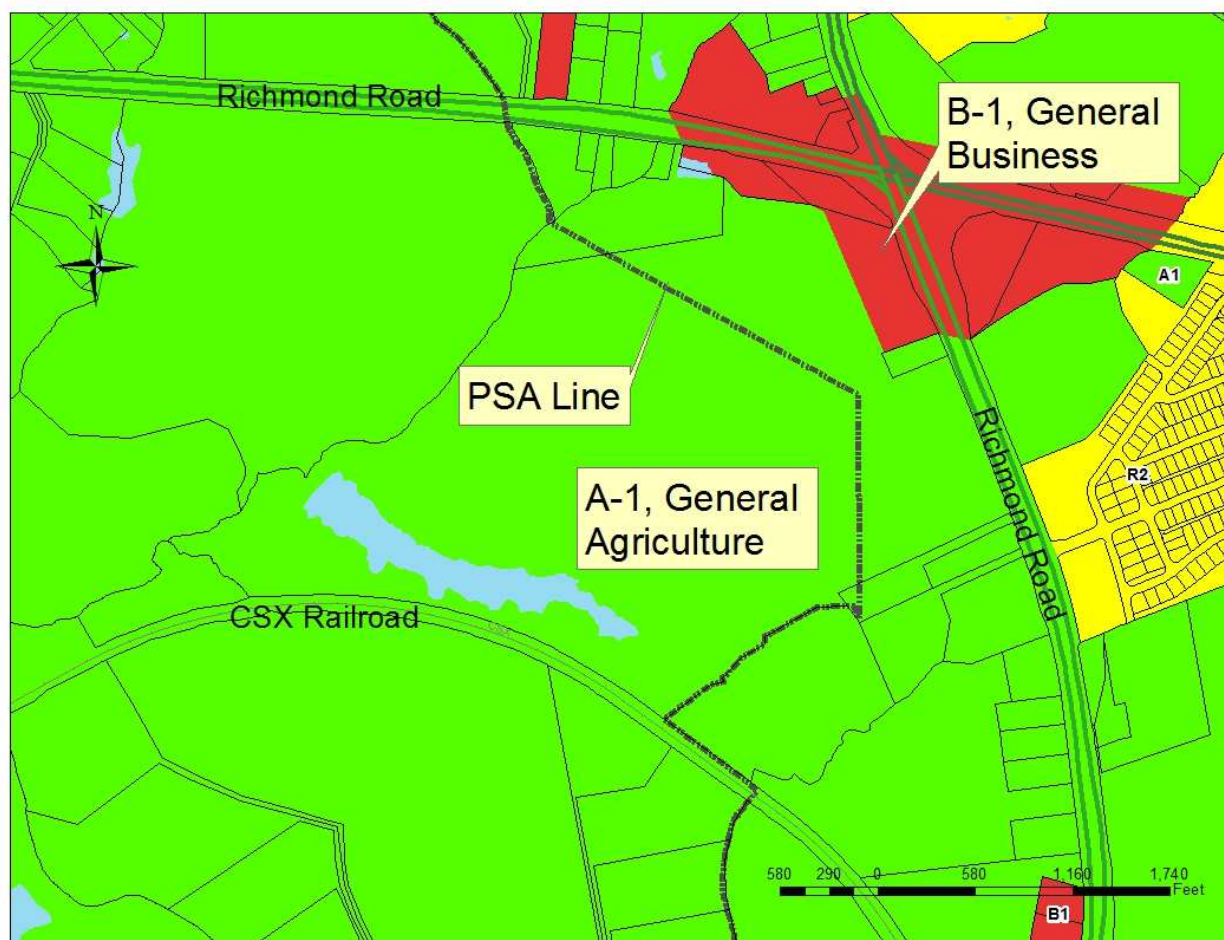 Richmond Road
B-1, General
Business
N
A1
PSA Line
R2
A-1, General
Agriculture
Richmond Road
CSX Railroad
580 290 0 580 1,160 1,740
Feet
B1